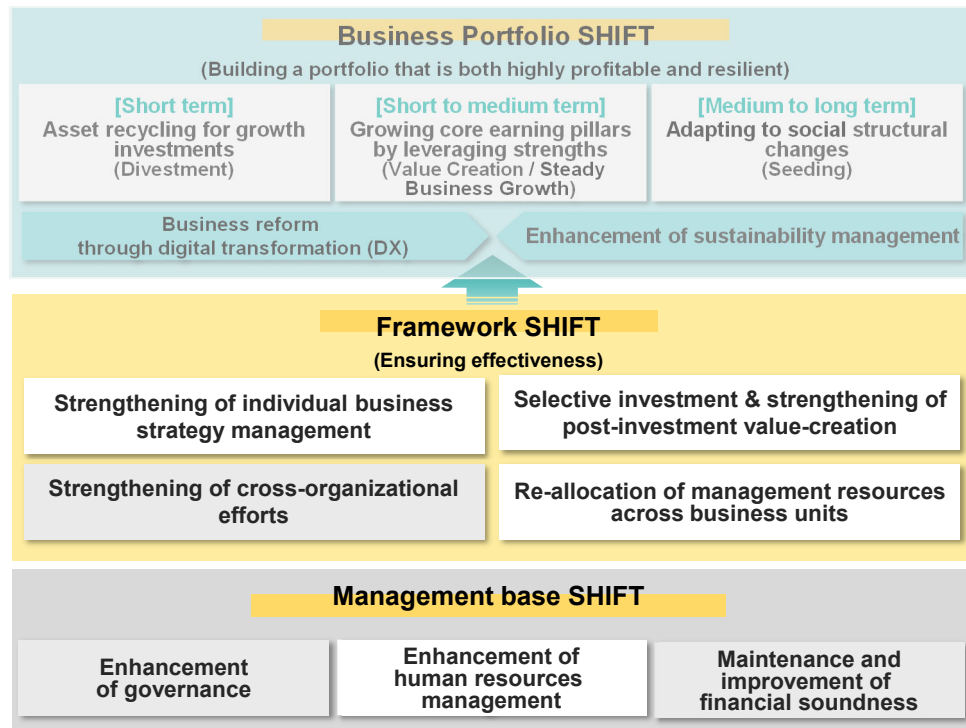 Business Portfolio SHIFT
(Building a portfolio that is both highly profitable and resilient)
[Short term]
Asset recycling for growth
investments
(Divestment)
[Short to medium term]
Growing core earning pillars
by leveraging strengths
(Value Creation / Steady
Business Growth)
[Medium to long term]
Adapting to social structural
changes
(Seeding)
Business reform
through digital transformation (DX)
Enhancement of sustainability management
Framework SHIFT
(Ensuring effectiveness)
Strengthening of individual business
strategy management
Selective investment & strengthening of
post-investment value-creation
Strengthening of cross-organizational
efforts
Re-allocation of management resources
across business units
Management base SHIFT
Enhancement
of governance
Enhancement of
human resources
management
Maintenance and
improvement of
financial soundness